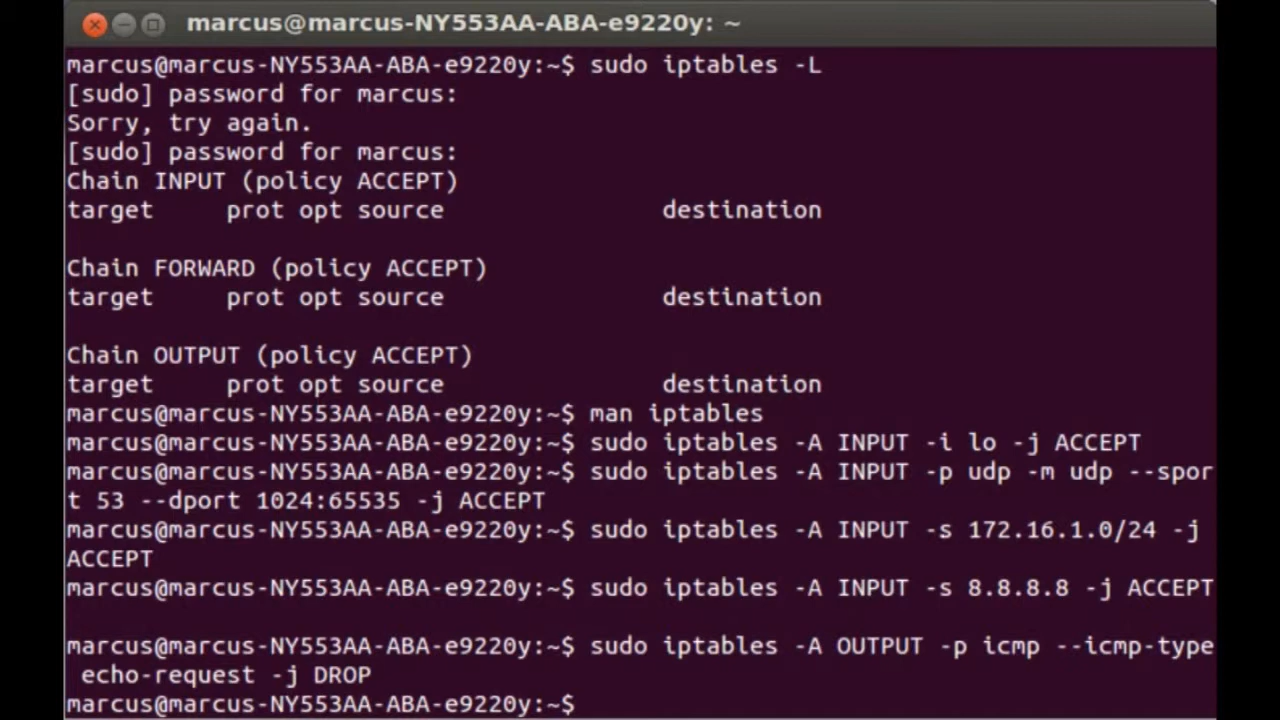 marcus@marcus-NY553AA-ABA-e9220y: ~
marcus@marcus-NY553AA-ABA-e9220y:~$ sudo iptables -L
[sudo] password for marcus:
Sorry, try again.
[sudo] password for marcus:
Chain INPUT (policy ACCEPT)
target     prot opt source               destination

Chain FORWARD (policy ACCEPT)
target     prot opt source               destination

Chain OUTPUT (policy ACCEPT)
target     prot opt source               destination
marcus@marcus-NY553AA-ABA-e9220y:~$ man iptables
marcus@marcus-NY553AA-ABA-e9220y:~$ sudo iptables -A INPUT -i lo -j ACCEPT
marcus@marcus-NY553AA-ABA-e9220y:~$ sudo iptables -A INPUT -p udp -m udp --spor
t 53 --dport 1024:65535 -j ACCEPT
marcus@marcus-NY553AA-ABA-e9220y:~$ sudo iptables -A INPUT -s 172.16.1.0/24 -j
ACCEPT
marcus@marcus-NY553AA-ABA-e9220y:~$ sudo iptables -A INPUT -s 8.8.8.8 -j ACCEPT

marcus@marcus-NY553AA-ABA-e9220y:~$ sudo iptables -A OUTPUT -p icmp --icmp-type
 echo-request -j DROP
marcus@marcus-NY553AA-ABA-e9220y:~$